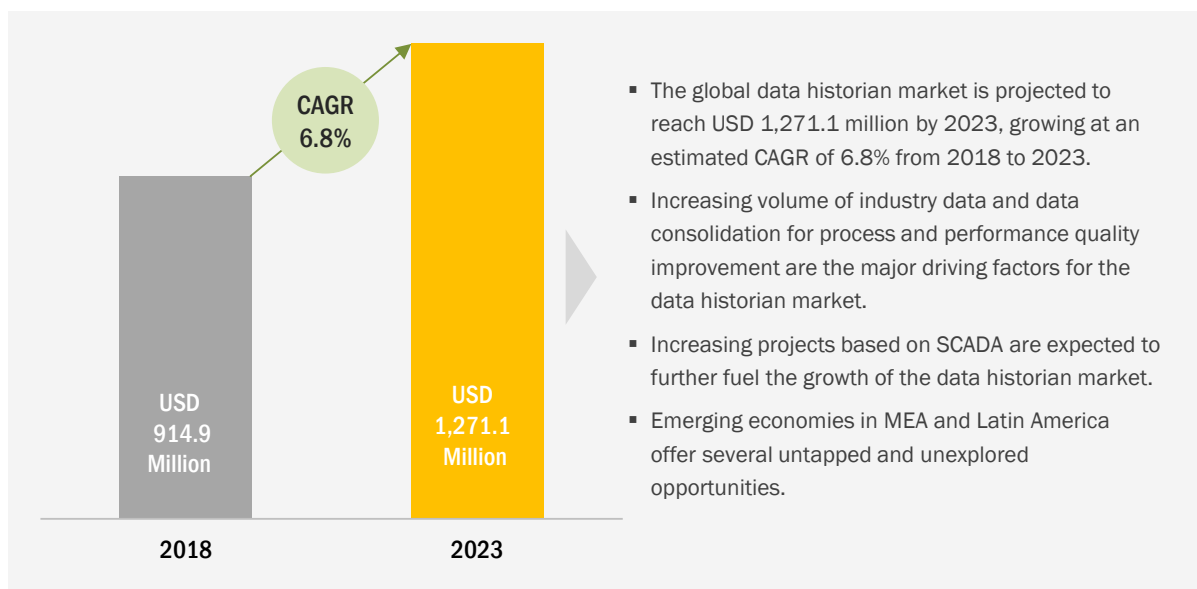 CAGR
6.8%
USD
914.9
Million
USD
1,271.1
Million
2018
2023
▪ The global data historian market is projected to
reach USD 1,271.1 million by 2023, growing at an
estimated CAGR of 6.8% from 2018 to 2023.
▪ Increasing volume of industry data and data
consolidation for process and performance quality
improvement are the major driving factors for the
data historian market.
▪ Increasing projects based on SCADA are expected to
further fuel the growth of the data historian market.
▪ Emerging economies in MEA and Latin America
offer several untapped and unexplored
opportunities.